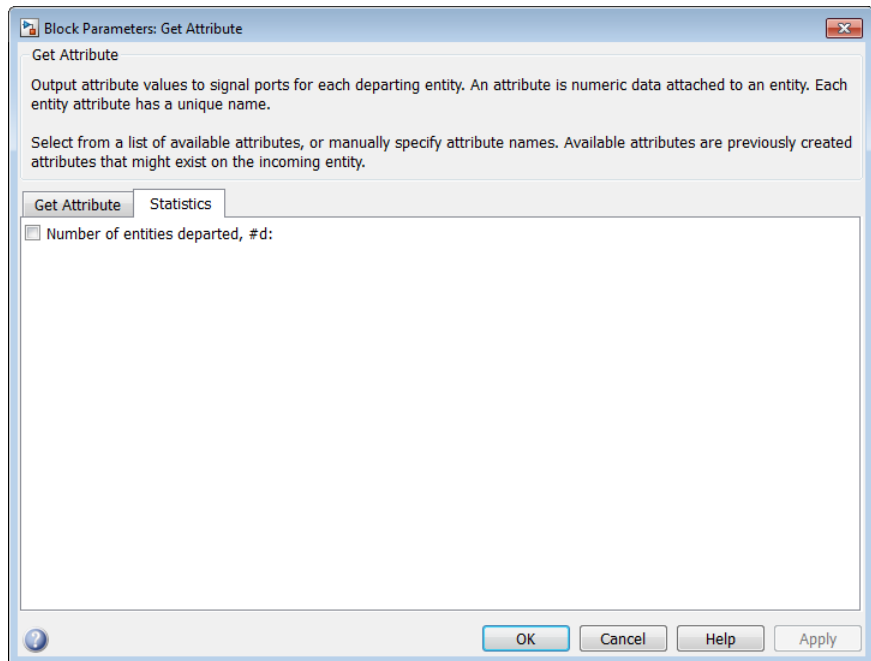 Block Parameters: Get Attribute
Get Attribute
Output attribute values to signal ports for each departing entity. An attribute is numeric data attached to an entity. Each
entity attribute has a unique name.
Select from a list of available attributes, or manually specify attribute names. Available attributes are previously created
attributes that might exist on the incoming entity.
Get Attribute Statistics
Number of entities departed, #d:
? OK Cancel Help Apply